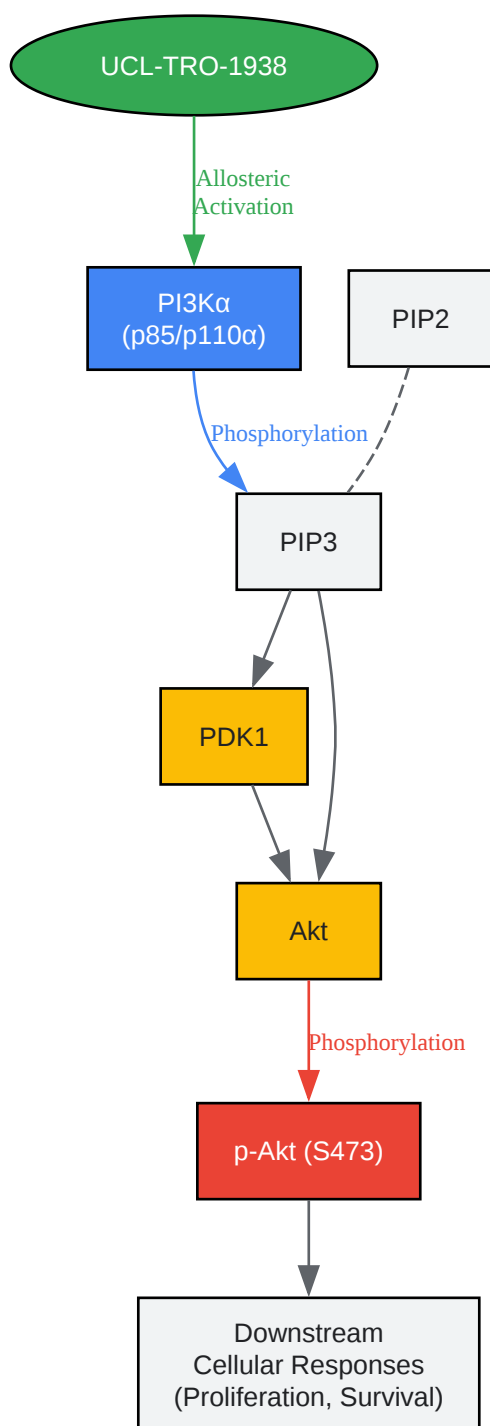 UCL-TRO-1938
Allosteric
Activation
PI3Kα
(p85/p110α)
PIP2
Phosphorylation
PIP3
PDK1
Akt
Phosphorylation
p-Akt (S473)
Downstream
Cellular Responses
(Proliferation, Survival)